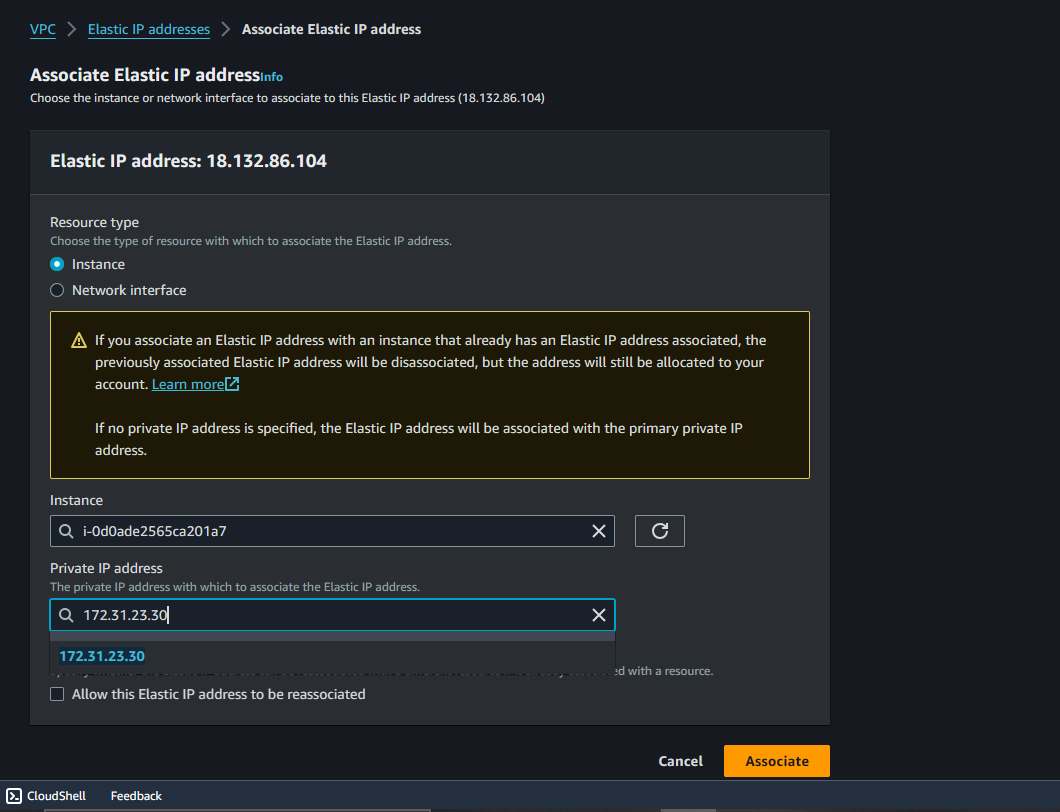 VPC > Elastic IP addresses > Associate Elastic IP address
Associate Elastic IP address Info
Choose the instance or network interface to associate to this Elastic IP address (18.132.86.104)
Elastic IP address: 18.132.86.104
Resource type
Choose the type of resource with which to associate the Elastic IP address.
Instance
Network interface
If you associate an Elastic IP address with an instance that already has an Elastic IP address associated, the
previously associated Elastic IP address will be disassociated, but the address will still be allocated to your
account. Learn more
If no private IP address is specified, the Elastic IP address will be associated with the primary private IP
address.
Instance
i-0d0ade2565ca201a7
Private IP address
The private IP address with which to associate the Elastic IP address.
172.31.23.30
172.31.23.30
ed with a resource.
Allow this Elastic IP address to be reassociated
Cancel
Associate
CloudShell
Feedback